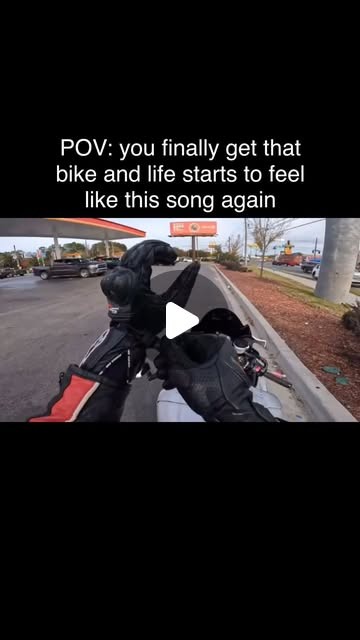 POV: you finally get that
bike and life starts to feel
like this song again